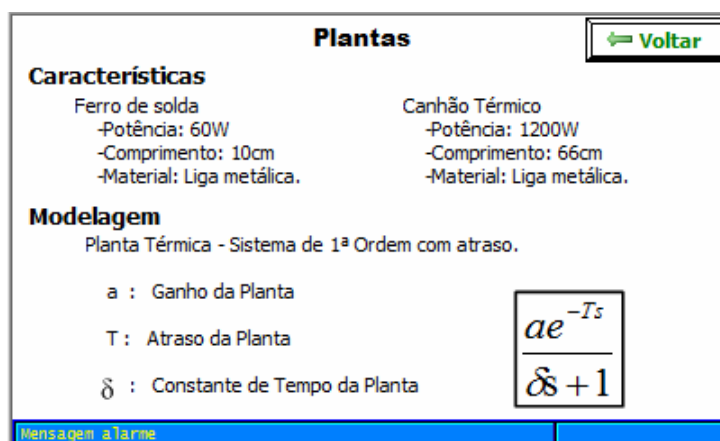 Plantas
Voltar
Características
Ferro de solda
-Potência: 60W
-Comprimento: 10cm
-Material: Liga metálica.
Canhão Térmico
-Potência: 1200W
-Comprimento: 66cm
-Material: Liga metálica.
Modelagem
Planta Térmica - Sistema de 1ª Ordem com atraso.
a : Ganho da Planta
T : Atraso da Planta
δ : Constante de Tempo da Planta
ae^−Ts
δs + 1
Mensagem alarme